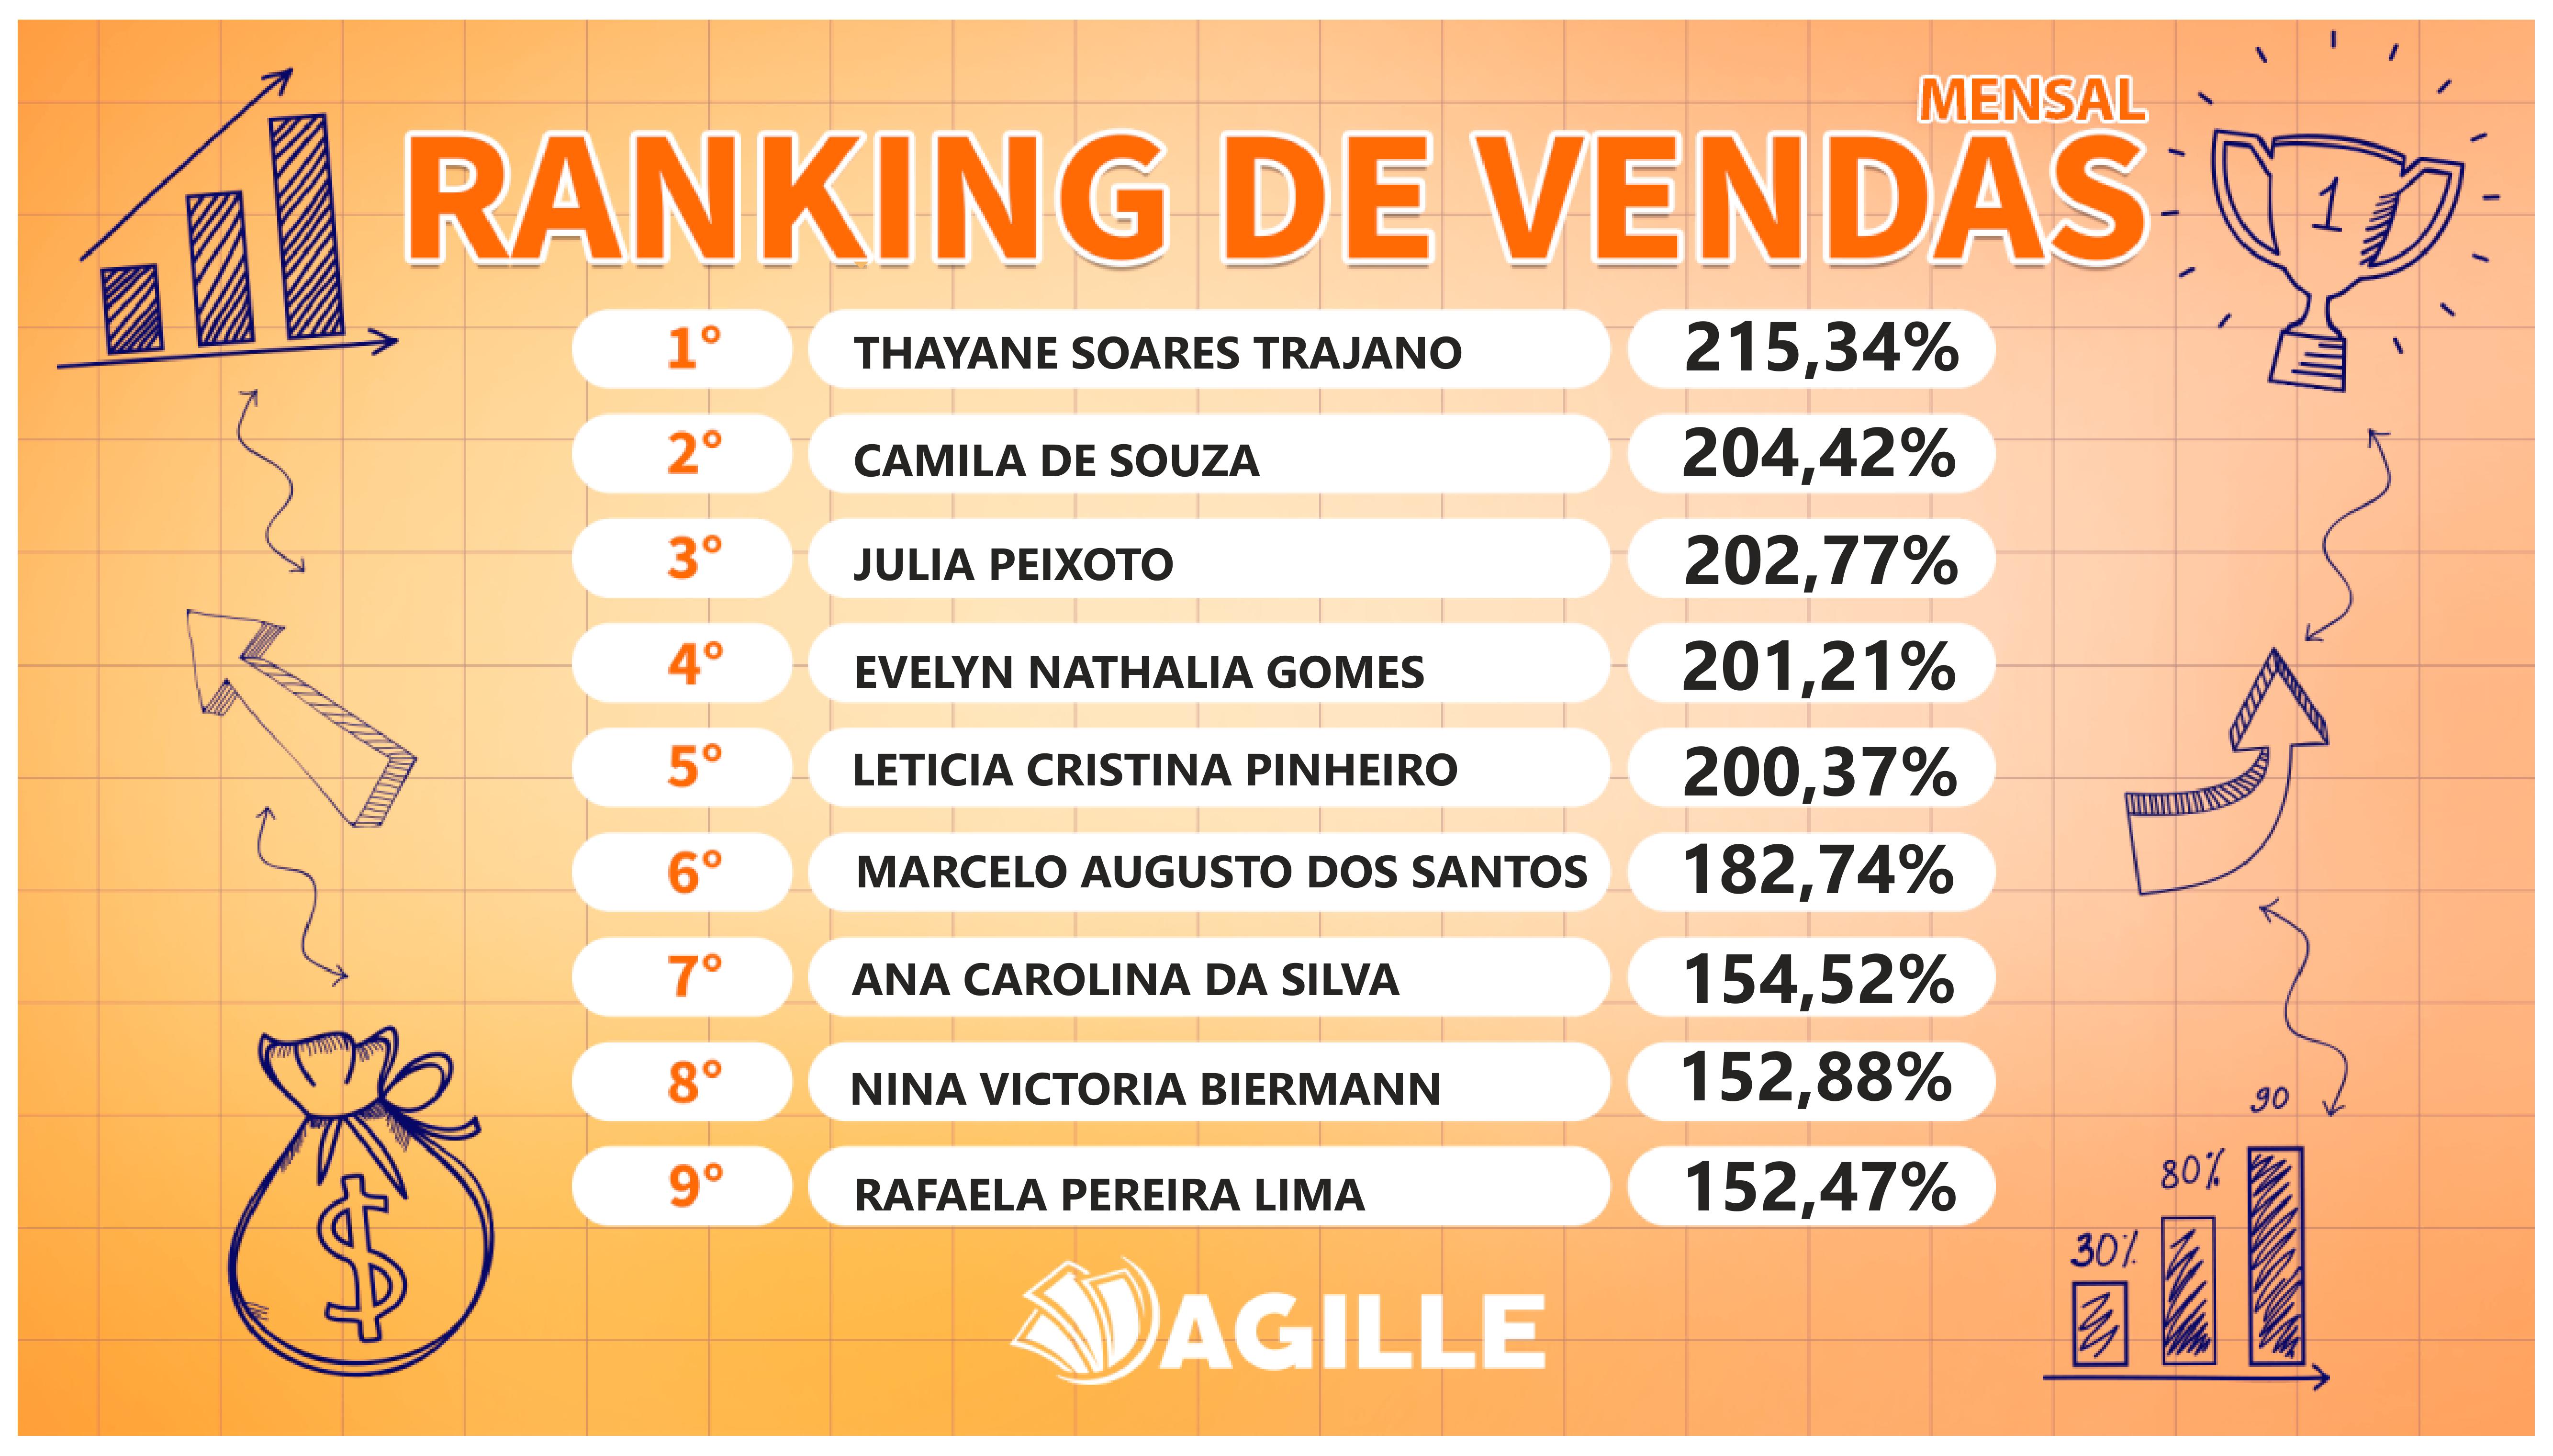 MENSAL
RANKING DE VENDAS
1° THAYANE SOARES TRAJANO 215,34%
2° CAMILA DE SOUZA 204,42%
3° JULIA PEIXOTO 202,77%
4° EVELYN NATHALIA GOMES 201,21%
5° LETICIA CRISTINA PINHEIRO 200,37%
6° MARCELO AUGUSTO DOS SANTOS 182,74%
7° ANA CAROLINA DA SILVA 154,52%
8° NINA VICTORIA BIERMANN 152,88%
9° RAFAELA PEREIRA LIMA 152,47%
AGILLE
1
$
90
80%
30%